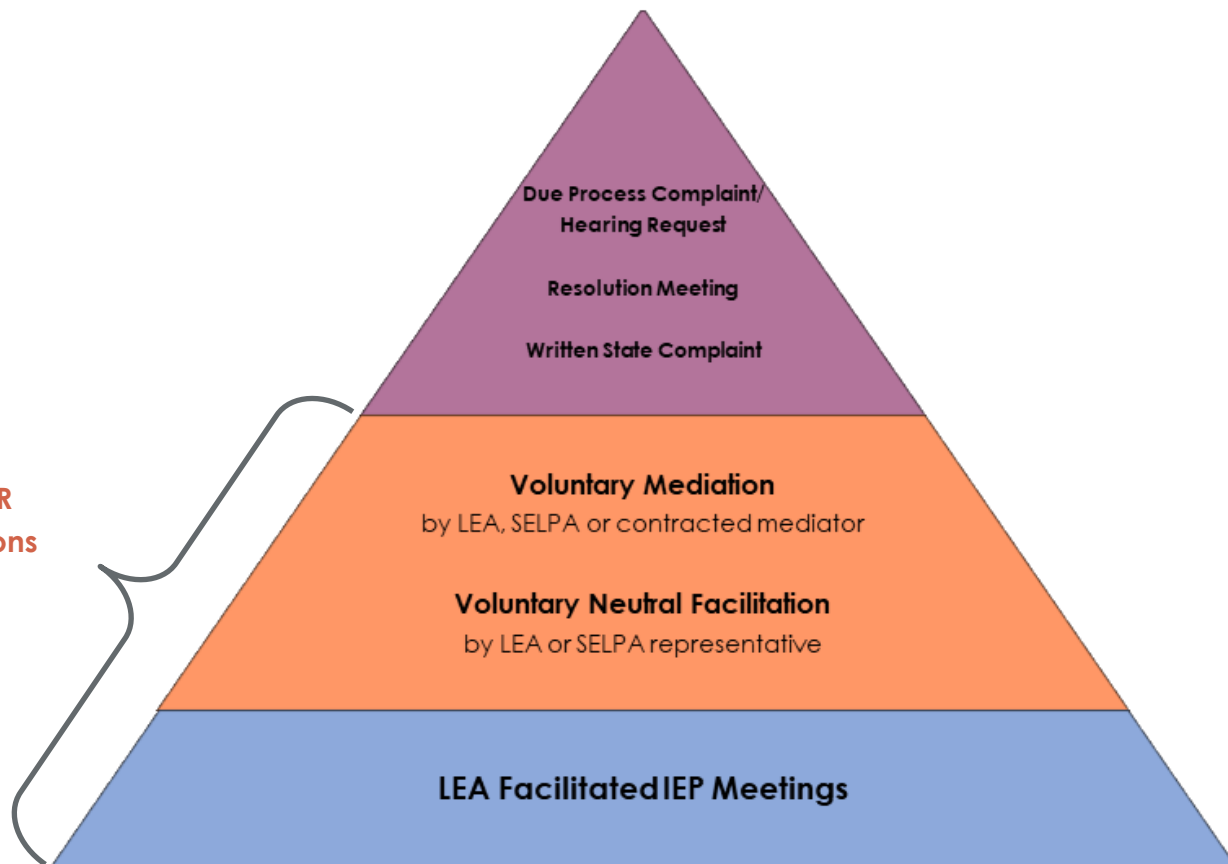 Due Process Complaint/
Hearing Request
Resolution Meeting
Written State Complaint
R
ons
Voluntary Mediation
by LEA, SELPA or contracted mediator
Voluntary Neutral Facilitation
by LEA or SELPA representative
LEA Facilitated IEP Meetings